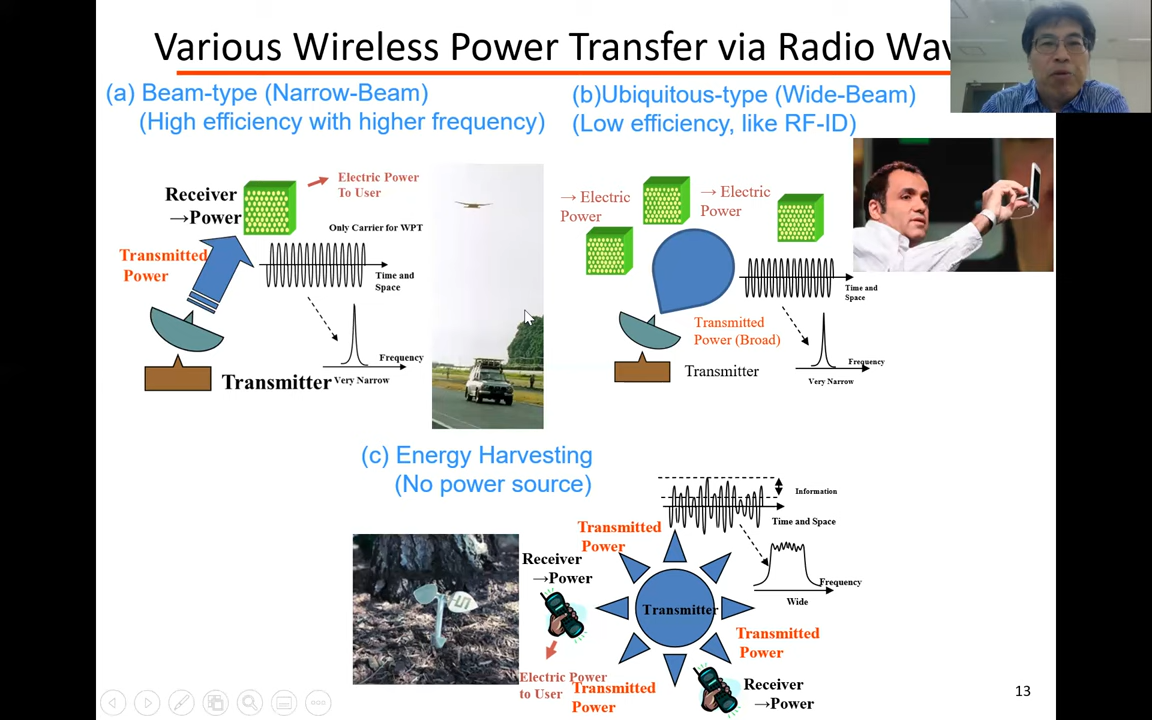 Various Wireless Power Transfer via Radio Wav
(a) Beam-type (Narrow-Beam)
(High efficiency with higher frequency)
Receiver
→Power
Electric Power
To User
Only Carrier for WPT
Transmitted
Power
Time and
Space
Frequency
Very Narrow
Transmitter
(b)Ubiquitous-type (Wide-Beam)
(Low efficiency, like RF-ID)
→ Electric
Power
→ Electric
Power
Time and
Space
Transmitted
Power (Broad)
Transmitter
Frequency
Very Narrow
(c) Energy Harvesting
(No power source)
Information
Time and Space
Transmitted
Power
Receiver
→Power
Frequency
Wide
Transmitter
Transmitted
Power
Electric Power
to User
Transmitted
Power
Receiver
→Power
13